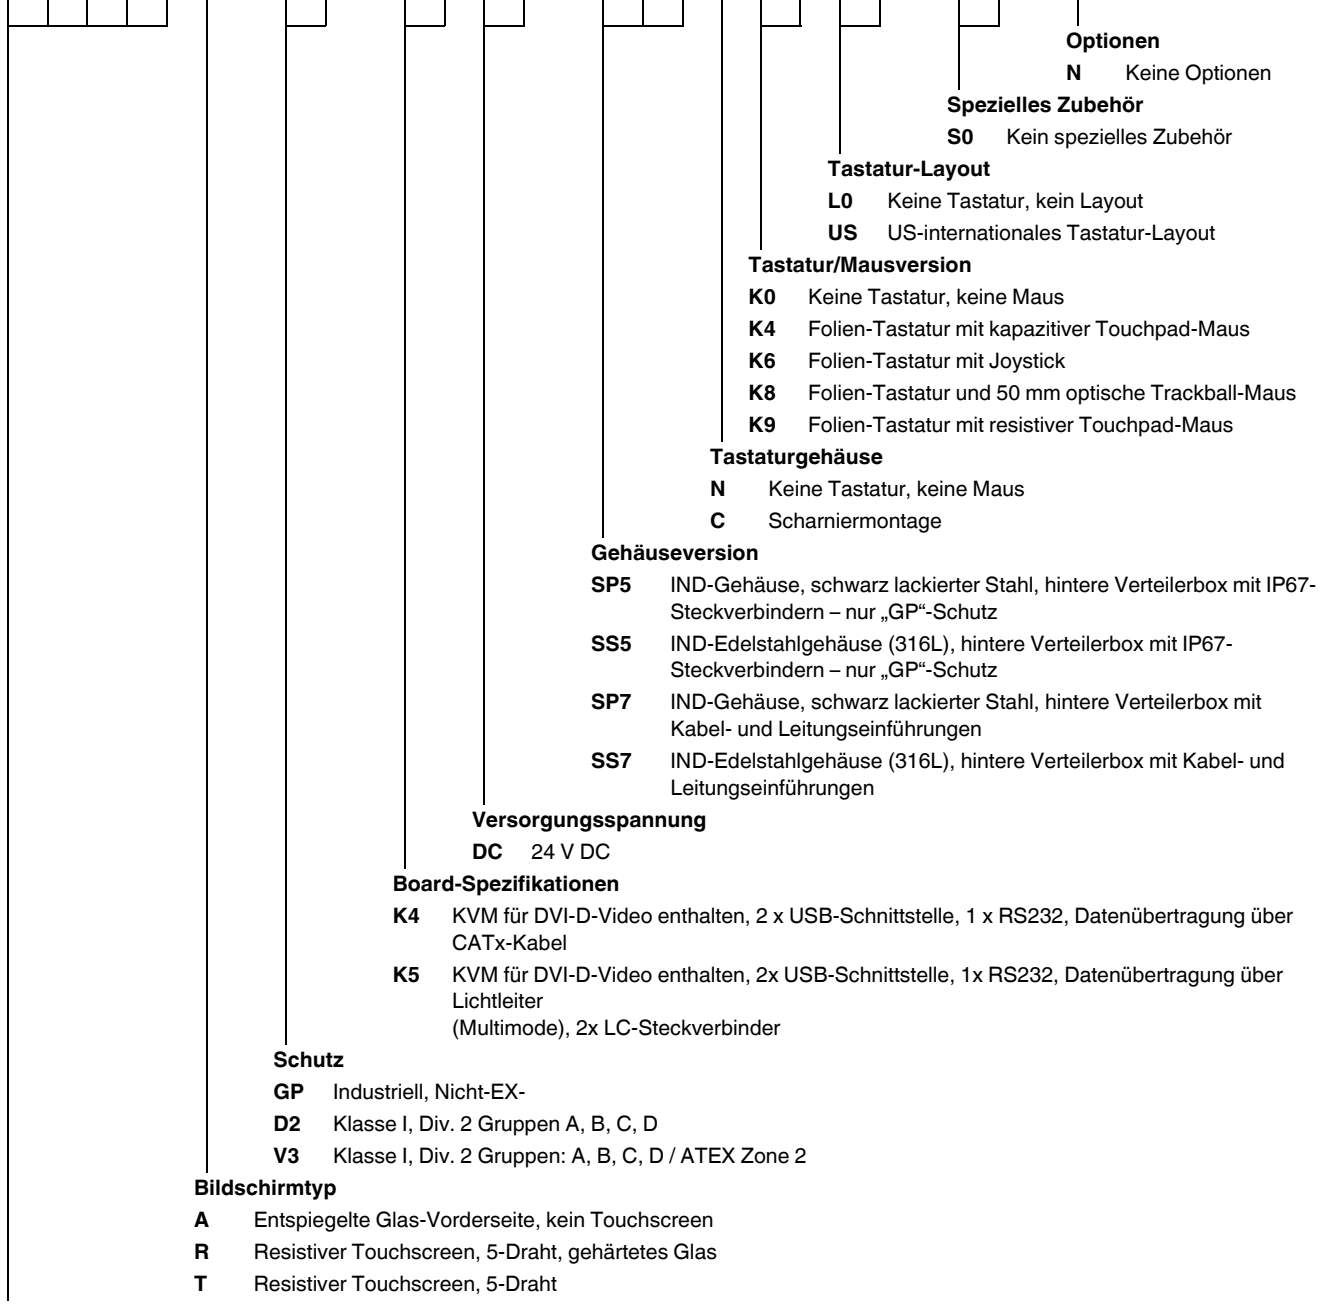 Optionen
N Keine Optionen
Spezielles Zubehör
S0 Kein spezielles Zubehör
Tastatur-Layout
L0 Keine Tastatur, kein Layout
US US-internationales Tastatur-Layout
Tastatur/Mausversion
K0 Keine Tastatur, keine Maus
K4 Folien-Tastatur mit kapazitiver Touchpad-Maus
K6 Folien-Tastatur mit Joystick
K8 Folien-Tastatur und 50 mm optische Trackball-Maus
K9 Folien-Tastatur mit resistiver Touchpad-Maus
Tastaturgehäuse
N Keine Tastatur, keine Maus
C Scharniermontage
Gehäuseversion
SP5 IND-Gehäuse, schwarz lackierter Stahl, hintere Verteilerbox mit IP67-
Steckverbindern – nur „GP“-Schutz
SS5 IND-Edelstahlgehäuse (316L), hintere Verteilerbox mit IP67-
Steckverbindern – nur „GP“-Schutz
SP7 IND-Gehäuse, schwarz lackierter Stahl, hintere Verteilerbox mit
Kabel- und Leitungseinführungen
SS7 IND-Edelstahlgehäuse (316L), hintere Verteilerbox mit Kabel- und
Leitungseinführungen
Versorgungsspannung
DC 24 V DC
Board-Spezifikationen
K4 KVM für DVI-D-Video enthalten, 2 x USB-Schnittstelle, 1 x RS232, Datenübertragung über
CATx-Kabel
K5 KVM für DVI-D-Video enthalten, 2x USB-Schnittstelle, 1x RS232, Datenübertragung über
Lichtleiter
(Multimode), 2x LC-Steckverbinder
Schutz
GP Industriell, Nicht-EX-
D2 Klasse I, Div. 2 Gruppen A, B, C, D
V3 Klasse I, Div. 2 Gruppen: A, B, C, D / ATEX Zone 2
Bildschirmtyp
A Entspiegelte Glas-Vorderseite, kein Touchscreen
R Resistiver Touchscreen, 5-Draht, gehärtetes Glas
T Resistiver Touchscreen, 5-Draht